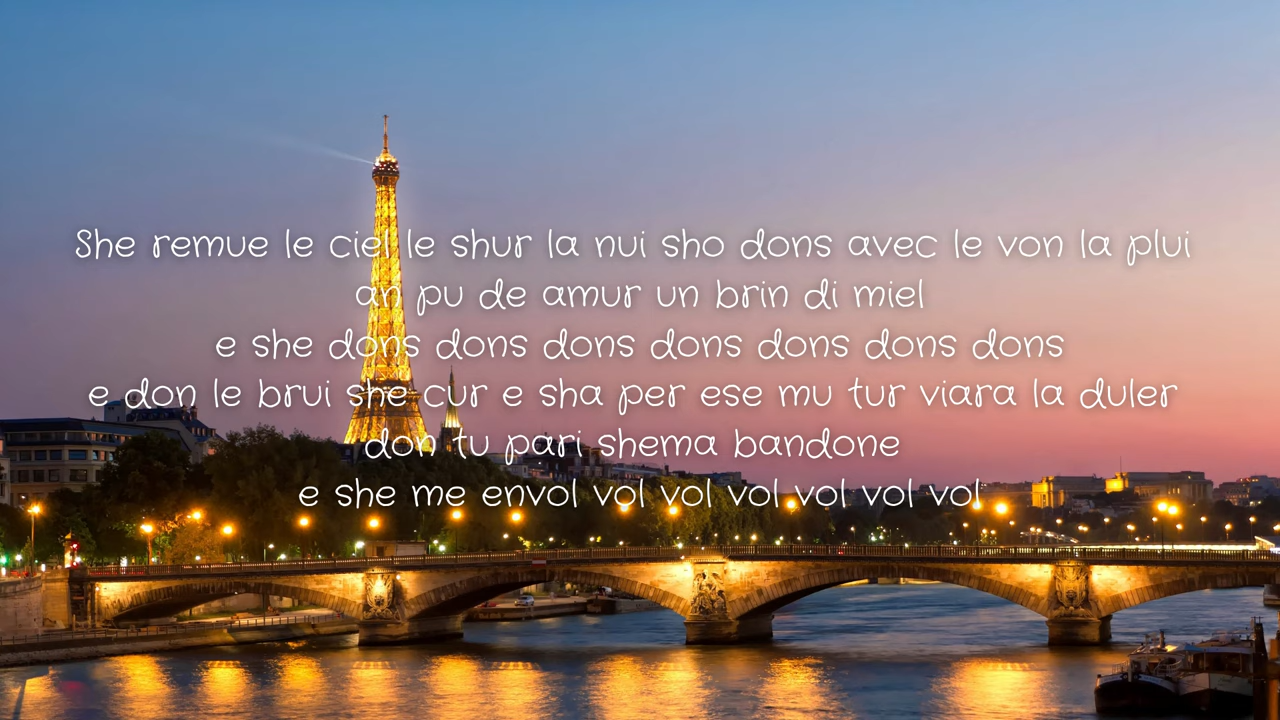 She remue le ciel le shur la nui sho dons avec le von la plui
an pu de amur un brin di miel
e she dons dons dons dons dons dons dons
e don le brui she cur e sha per ese mu tur viara la duler
don tu pari shema bandone
e she me envol vol vol vol vol vol vol